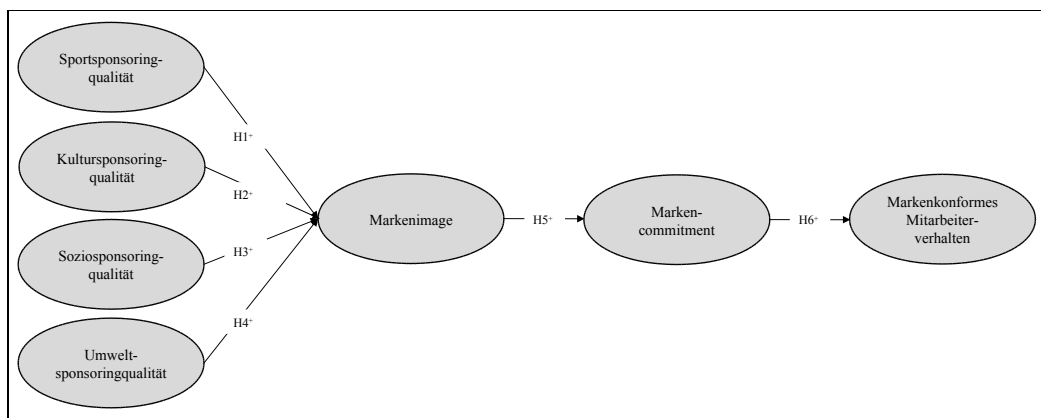 Sportsponsoring-
qualität
H1+
Kultursponsoring-
qualität
H2+
Soziosponsoring-
qualität
H3+
Umwelt-
sponsoringqualität
H4+
Markenimage
H5+
Marken-
commitment
H6+
Markenkonformes
Mitarbeiter-
verhalten